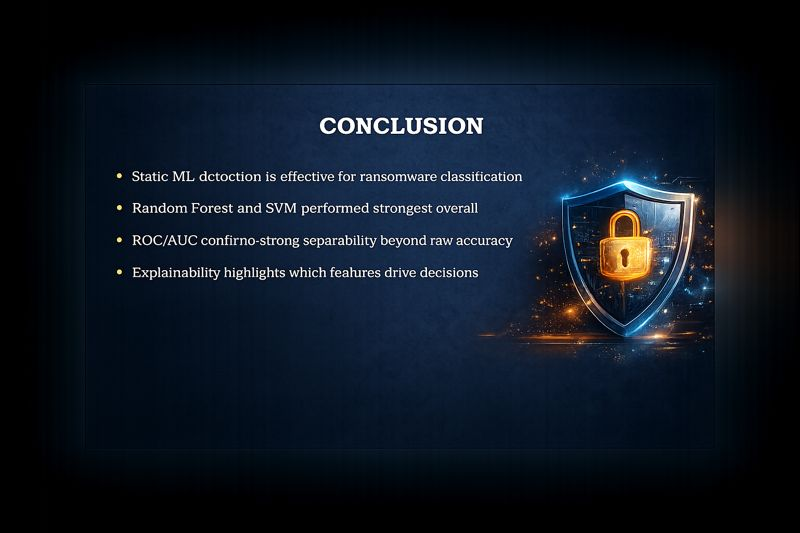 CONCLUSION
• Static ML dctoction is effective for ransomware classification
• Random Forest and SVM performed strongest overall
• ROC/AUC confirno-strong separability beyond raw accuracy
• Explainability highlights which feahures drive decisions